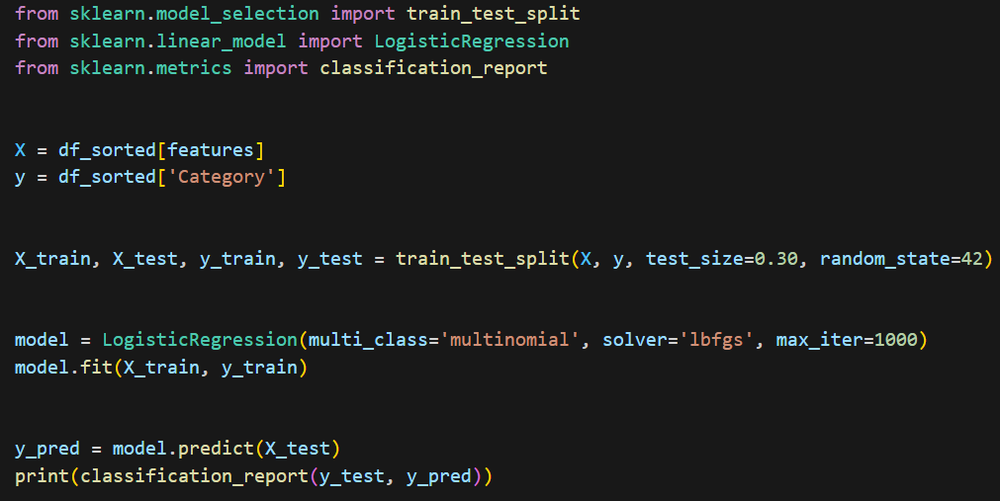 from sklearn.model_selection import train_test_split
from sklearn.linear_model import LogisticRegression
from sklearn.metrics import classification_report
X = df_sorted[features]
y = df_sorted['Category']
X_train, X_test, y_train, y_test = train_test_split(X, y, test_size=0.30, random_state=42)
model = LogisticRegression(multi_class='multinomial', solver='lbfgs', max_iter=1000)
model.fit(X_train, y_train)
y_pred = model.predict(X_test)
print(classification_report(y_test, y_pred))